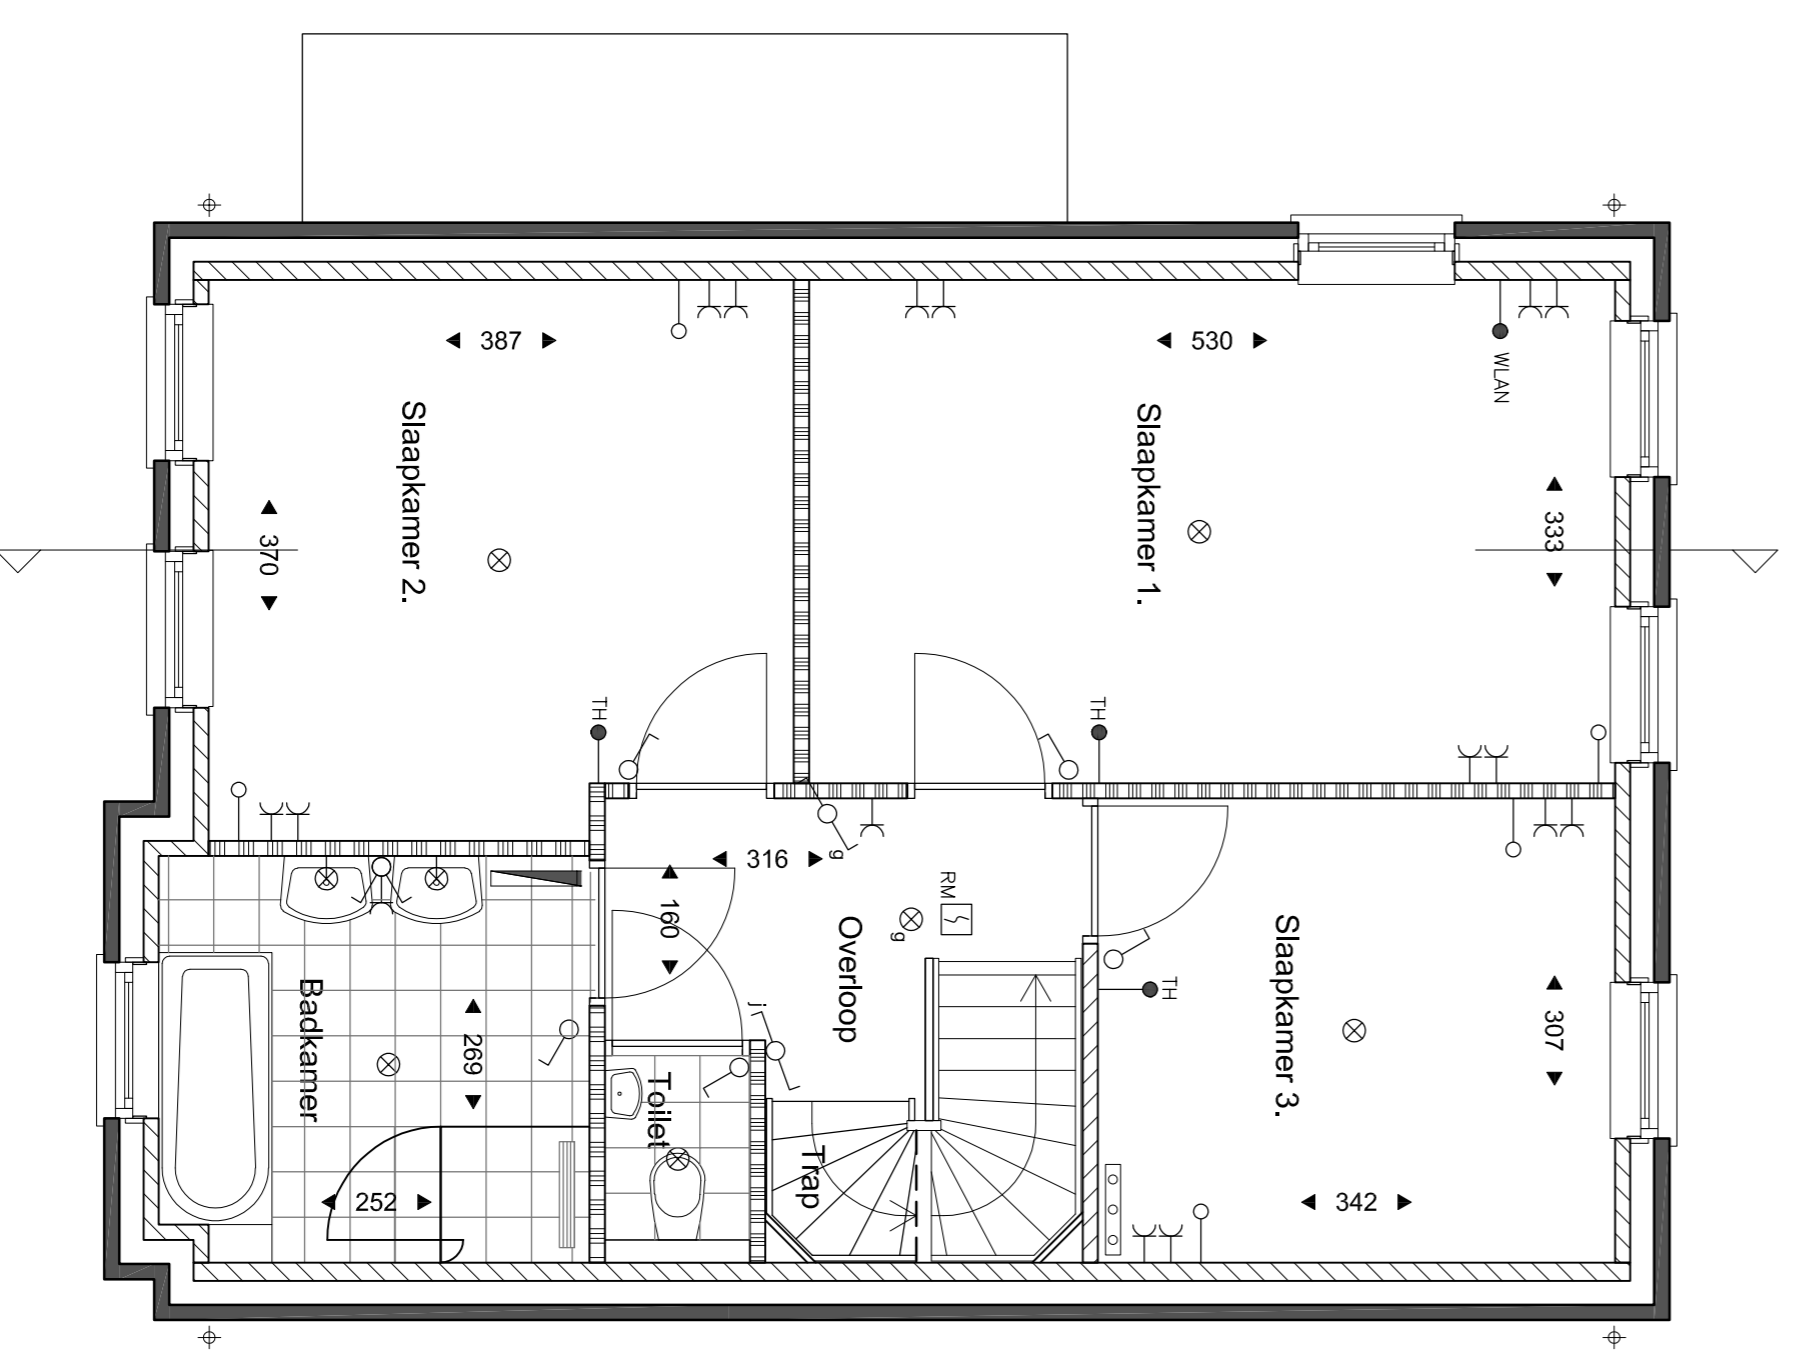 387
530
WLAN
Slaapkamer 2.
Slaapkamer 1.
370
333
TH
TH
316
g
160
RM
g
Overloop
Slaapkamer 3.
TH
Badkamer
269
j
307
Toilet
Trap
252
342